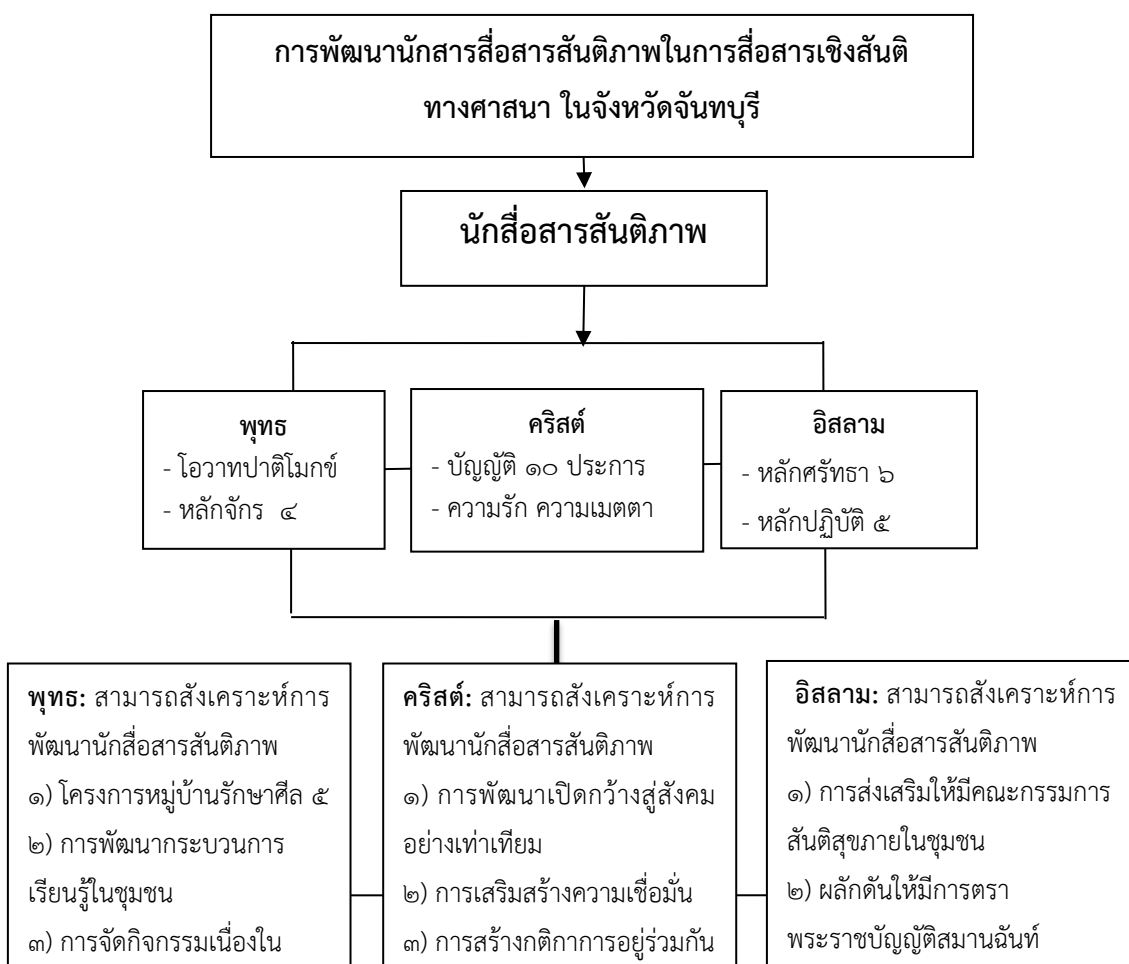 การพัฒนานักสารสื่อสารสันติภาพในการสื่อสารเชิงสันติ
ทางศาสนา ในจังหวัดจันทบุรี
นักสื่อสารสันติภาพ
พุทธ
- โอวาทปาติโมกข์
- หลักจักร ๔
คริสต์
- บัญญัติ ๑๐ ประการ
- ความรัก ความเมตตา
อิสลาม
- หลักศรัทธา ๖
- หลักปฏิบัติ ๕
พุทธ: สามารถสังเคราะห์การ
พัฒนานักสื่อสารสันติภาพ
๑) โครงการหมู่บ้านรักษาศีล ๕
๒) การพัฒนากระบวนการ
เรียนรู้ในชุมชน
๓) การจัดกิจกรรมเนื่องใน
คริสต์: สามารถสังเคราะห์การ
พัฒนานักสื่อสารสันติภาพ
๑) การพัฒนาเปิดกว้างสู่สังคม
อย่างเท่าเทียม
๒) การเสริมสร้างความเชื่อมั่น
๓) การสร้างกติกาการอยู่ร่วมกัน
อิสลาม: สามารถสังเคราะห์การ
พัฒนานักสื่อสารสันติภาพ
๑) การส่งเสริมให้มีคณะกรรมการ
สันติสุขภายในชุมชน
๒) ผลักดันให้มีการตรา
พระราชบัญญัติสมานฉันท์